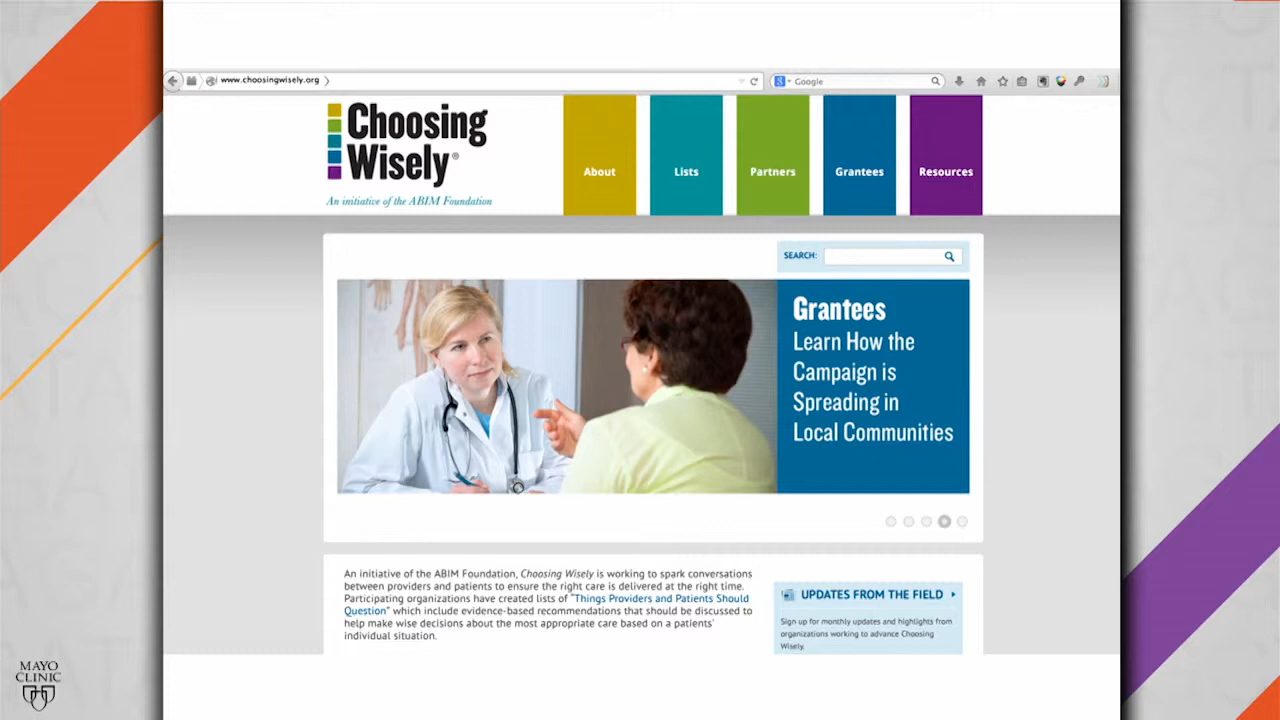 www.choosingwisely.org
Google
Choosing
Wisely®
An initiative of the ABIM Foundation
About
Lists
Partners
Grantees
Resources
SEARCH:
Grantees
Learn How the
Campaign is
Spreading in
Local Communities
An initiative of the ABIM Foundation, Choosing Wisely is working to spark conversations
between providers and patients to ensure the right care is delivered at the right time.
Participating organizations have created lists of “Things Providers and Patients Should
Question” which include evidence-based recommendations that should be discussed to
help make wise decisions about the most appropriate care based on a patients’
individual situation.
UPDATES FROM THE FIELD
Sign up for monthly updates and highlights from
organizations working to advance Choosing
Wisely.
MAYO
CLINIC